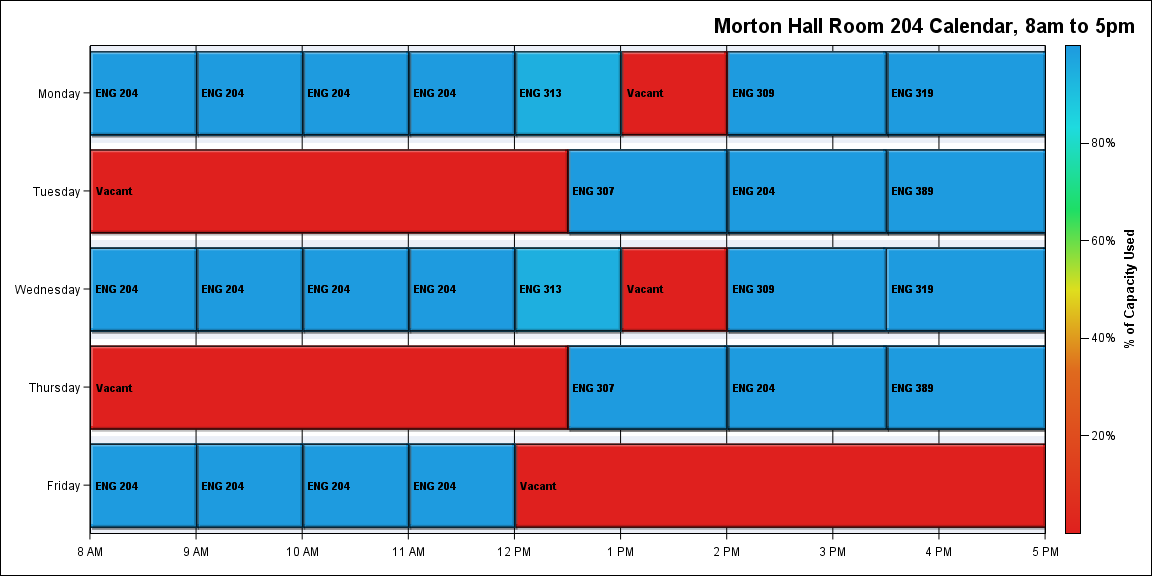 Morton Hall Room 204 Calendar, 8am to 5pm
Monday
ENG 204 ENG 204 ENG 204 ENG 204 ENG 313 Vacant ENG 309 ENG 319
Tuesday
Vacant ENG 307 ENG 204 ENG 389
Wednesday
ENG 204 ENG 204 ENG 204 ENG 204 ENG 313 Vacant ENG 309 ENG 319
Thursday
Vacant ENG 307 ENG 204 ENG 389
Friday
ENG 204 ENG 204 ENG 204 ENG 204 Vacant
8 AM 9 AM 10 AM 11 AM 12 PM 1 PM 2 PM 3 PM 4 PM 5 PM
80%
60%
40%
20%
% of Capacity Used